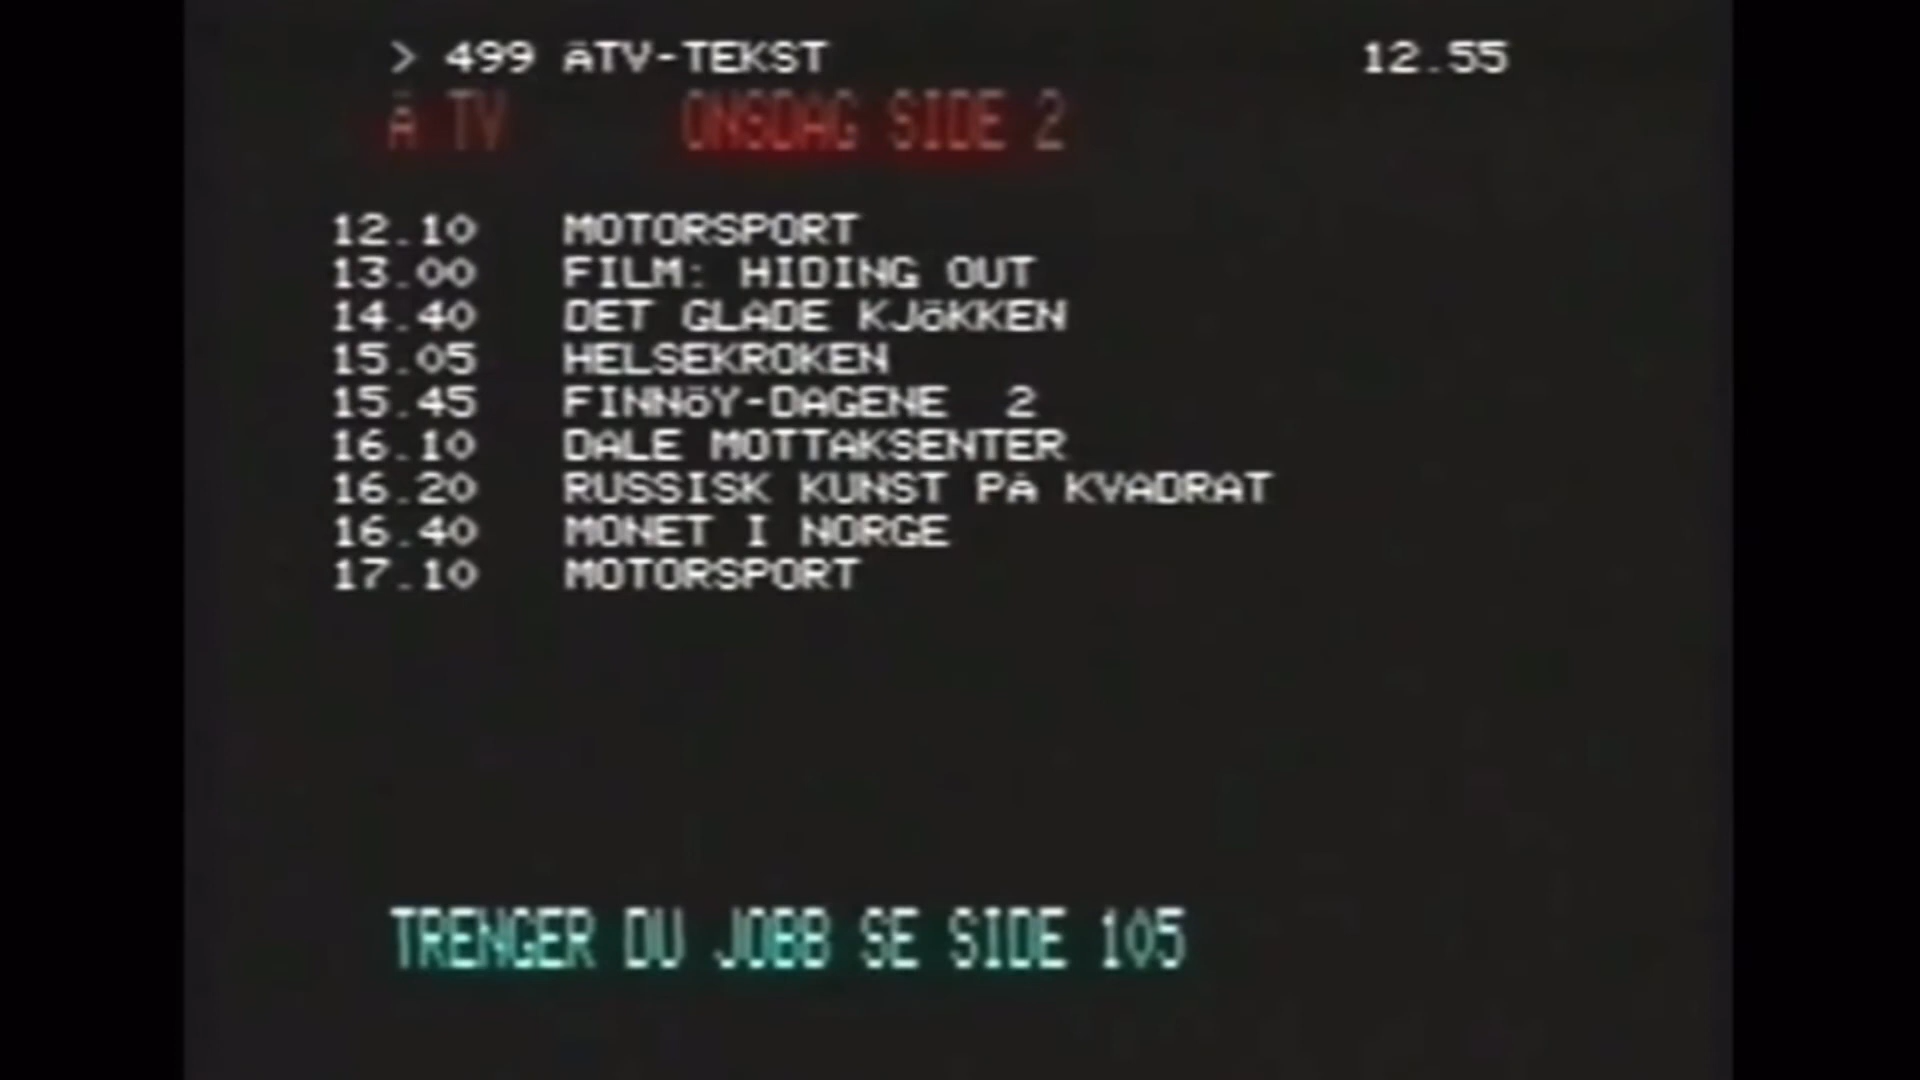 > 499 äTV-TEKST 12.55
ä TV ONSDAG SIDE 2
12.10 MOTORSPORT
13.00 FILM: HIDING OUT
14.40 DET GLADE KJöKKEN
15.05 HELSEKROKEN
15.45 FINNöY-DAGENE 2
16.10 DALE MOTTAKSENTER
16.20 RUSSISK KUNST På KVADRAT
16.40 MONET I NORGE
17.10 MOTORSPORT
TRENGER DU JOBB SE SIDE 105